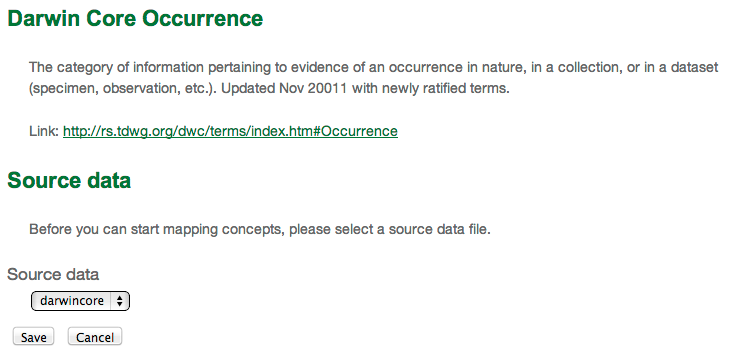 Darwin Core Occurrence
The category of information pertaining to evidence of an occurrence in nature, in a collection, or in a dataset
(specimen, observation, etc.). Updated Nov 20011 with newly ratified terms.
Link: http://rs.tdwg.org/dwc/terms/index.htm#Occurrence
Source data
Before you can start mapping concepts, please select a source data file.
Source data
darwincore
Save Cancel